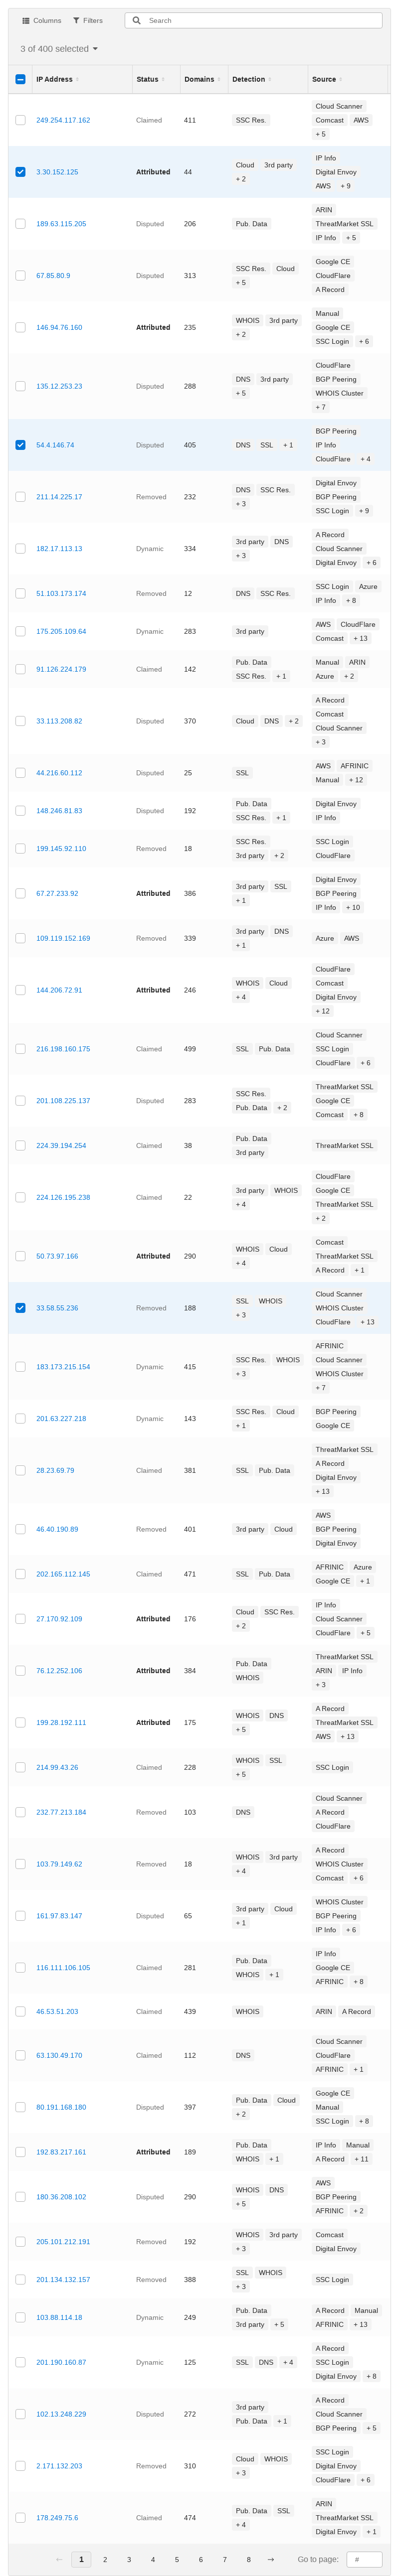 Columns Filters Search
3 of 400 selected
IP Address Status Domains Detection Source
249.254.117.162 Claimed 411 SSC Res. Cloud Scanner Comcast AWS + 5
3.30.152.125 Attributed 44 Cloud 3rd party + 2 IP Info Digital Envoy AWS + 9
189.63.115.205 Disputed 206 Pub. Data ARIN ThreatMarket SSL IP Info + 5
67.85.80.9 Disputed 313 SSC Res. Cloud + 5 Google CE CloudFlare A Record
146.94.76.160 Attributed 235 WHOIS 3rd party + 2 Manual Google CE SSC Login + 6
135.12.253.23 Disputed 288 DNS 3rd party + 5 CloudFlare BGP Peering WHOIS Cluster + 7
54.4.146.74 Disputed 405 DNS SSL + 1 BGP Peering IP Info CloudFlare + 4
211.14.225.17 Removed 232 DNS SSC Res. + 3 Digital Envoy BGP Peering SSC Login + 9
182.17.113.13 Dynamic 334 3rd party DNS + 3 A Record Cloud Scanner Digital Envoy + 6
51.103.173.174 Removed 12 DNS SSC Res. SSC Login Azure IP Info + 8
175.205.109.64 Dynamic 283 3rd party AWS CloudFlare Comcast + 13
91.126.224.179 Claimed 142 Pub. Data SSC Res. + 1 Manual ARIN Azure + 2
33.113.208.82 Disputed 370 Cloud DNS + 2 A Record Comcast Cloud Scanner + 3
44.216.60.112 Disputed 25 SSL AWS AFRINIC Manual + 12
148.246.81.83 Disputed 192 Pub. Data SSC Res. + 1 Digital Envoy IP Info
199.145.92.110 Removed 18 SSC Res. 3rd party + 2 SSC Login CloudFlare
67.27.233.92 Attributed 386 3rd party SSL + 1 Digital Envoy BGP Peering IP Info + 10
109.119.152.169 Removed 339 3rd party DNS + 1 Azure AWS
144.206.72.91 Attributed 246 WHOIS Cloud + 4 CloudFlare Comcast Digital Envoy + 12
216.198.160.175 Claimed 499 SSL Pub. Data Cloud Scanner SSC Login CloudFlare + 6
201.108.225.137 Disputed 283 SSC Res. Pub. Data + 2 ThreatMarket SSL Google CE Comcast + 8
224.39.194.254 Claimed 38 Pub. Data 3rd party ThreatMarket SSL
224.126.195.238 Claimed 22 3rd party WHOIS + 4 CloudFlare Google CE ThreatMarket SSL + 2
50.73.97.166 Attributed 290 WHOIS Cloud + 4 Comcast ThreatMarket SSL A Record + 1
33.58.55.236 Removed 188 SSL WHOIS + 3 Cloud Scanner WHOIS Cluster CloudFlare + 13
183.173.215.154 Dynamic 415 SSC Res. WHOIS + 3 AFRINIC Cloud Scanner WHOIS Cluster + 7
201.63.227.218 Dynamic 143 SSC Res. Cloud + 1 BGP Peering Google CE
28.23.69.79 Claimed 381 SSL Pub. Data ThreatMarket SSL A Record Digital Envoy + 13
46.40.190.89 Removed 401 3rd party Cloud AWS BGP Peering Digital Envoy
202.165.112.145 Claimed 471 SSL Pub. Data AFRINIC Azure Google CE + 1
27.170.92.109 Attributed 176 Cloud SSC Res. + 2 IP Info Cloud Scanner CloudFlare + 5
76.12.252.106 Attributed 384 Pub. Data WHOIS ThreatMarket SSL ARIN IP Info + 3
199.28.192.111 Attributed 175 WHOIS DNS + 5 A Record ThreatMarket SSL AWS + 13
214.99.43.26 Claimed 228 WHOIS SSL + 5 SSC Login
232.77.213.184 Removed 103 DNS Cloud Scanner A Record CloudFlare
103.79.149.62 Removed 18 WHOIS 3rd party + 4 A Record WHOIS Cluster Comcast + 6
161.97.83.147 Disputed 65 3rd party Cloud + 1 WHOIS Cluster BGP Peering IP Info + 6
116.111.106.105 Claimed 281 Pub. Data WHOIS + 1 IP Info Google CE AFRINIC + 8
46.53.51.203 Claimed 439 WHOIS ARIN A Record
63.130.49.170 Claimed 112 DNS Cloud Scanner CloudFlare AFRINIC + 1
80.191.168.180 Disputed 397 Pub. Data Cloud + 2 Google CE Manual SSC Login + 8
192.83.217.161 Attributed 189 Pub. Data WHOIS + 1 IP Info Manual A Record + 11
180.36.208.102 Disputed 290 WHOIS DNS + 5 AWS BGP Peering AFRINIC + 2
205.101.212.191 Removed 192 WHOIS 3rd party + 3 Comcast Digital Envoy
201.134.132.157 Removed 388 SSL WHOIS + 3 SSC Login
103.88.114.18 Dynamic 249 Pub. Data 3rd party + 5 A Record Manual AFRINIC + 13
201.190.160.87 Dynamic 125 SSL DNS + 4 A Record SSC Login Digital Envoy + 8
102.13.248.229 Disputed 272 3rd party Pub. Data + 1 A Record Cloud Scanner BGP Peering + 5
2.171.132.203 Removed 310 Cloud WHOIS + 3 SSC Login Digital Envoy CloudFlare + 6
178.249.75.6 Claimed 474 Pub. Data SSL + 4 ARIN ThreatMarket SSL Digital Envoy + 1
← 1 2 3 4 5 6 7 8 → Go to page: #